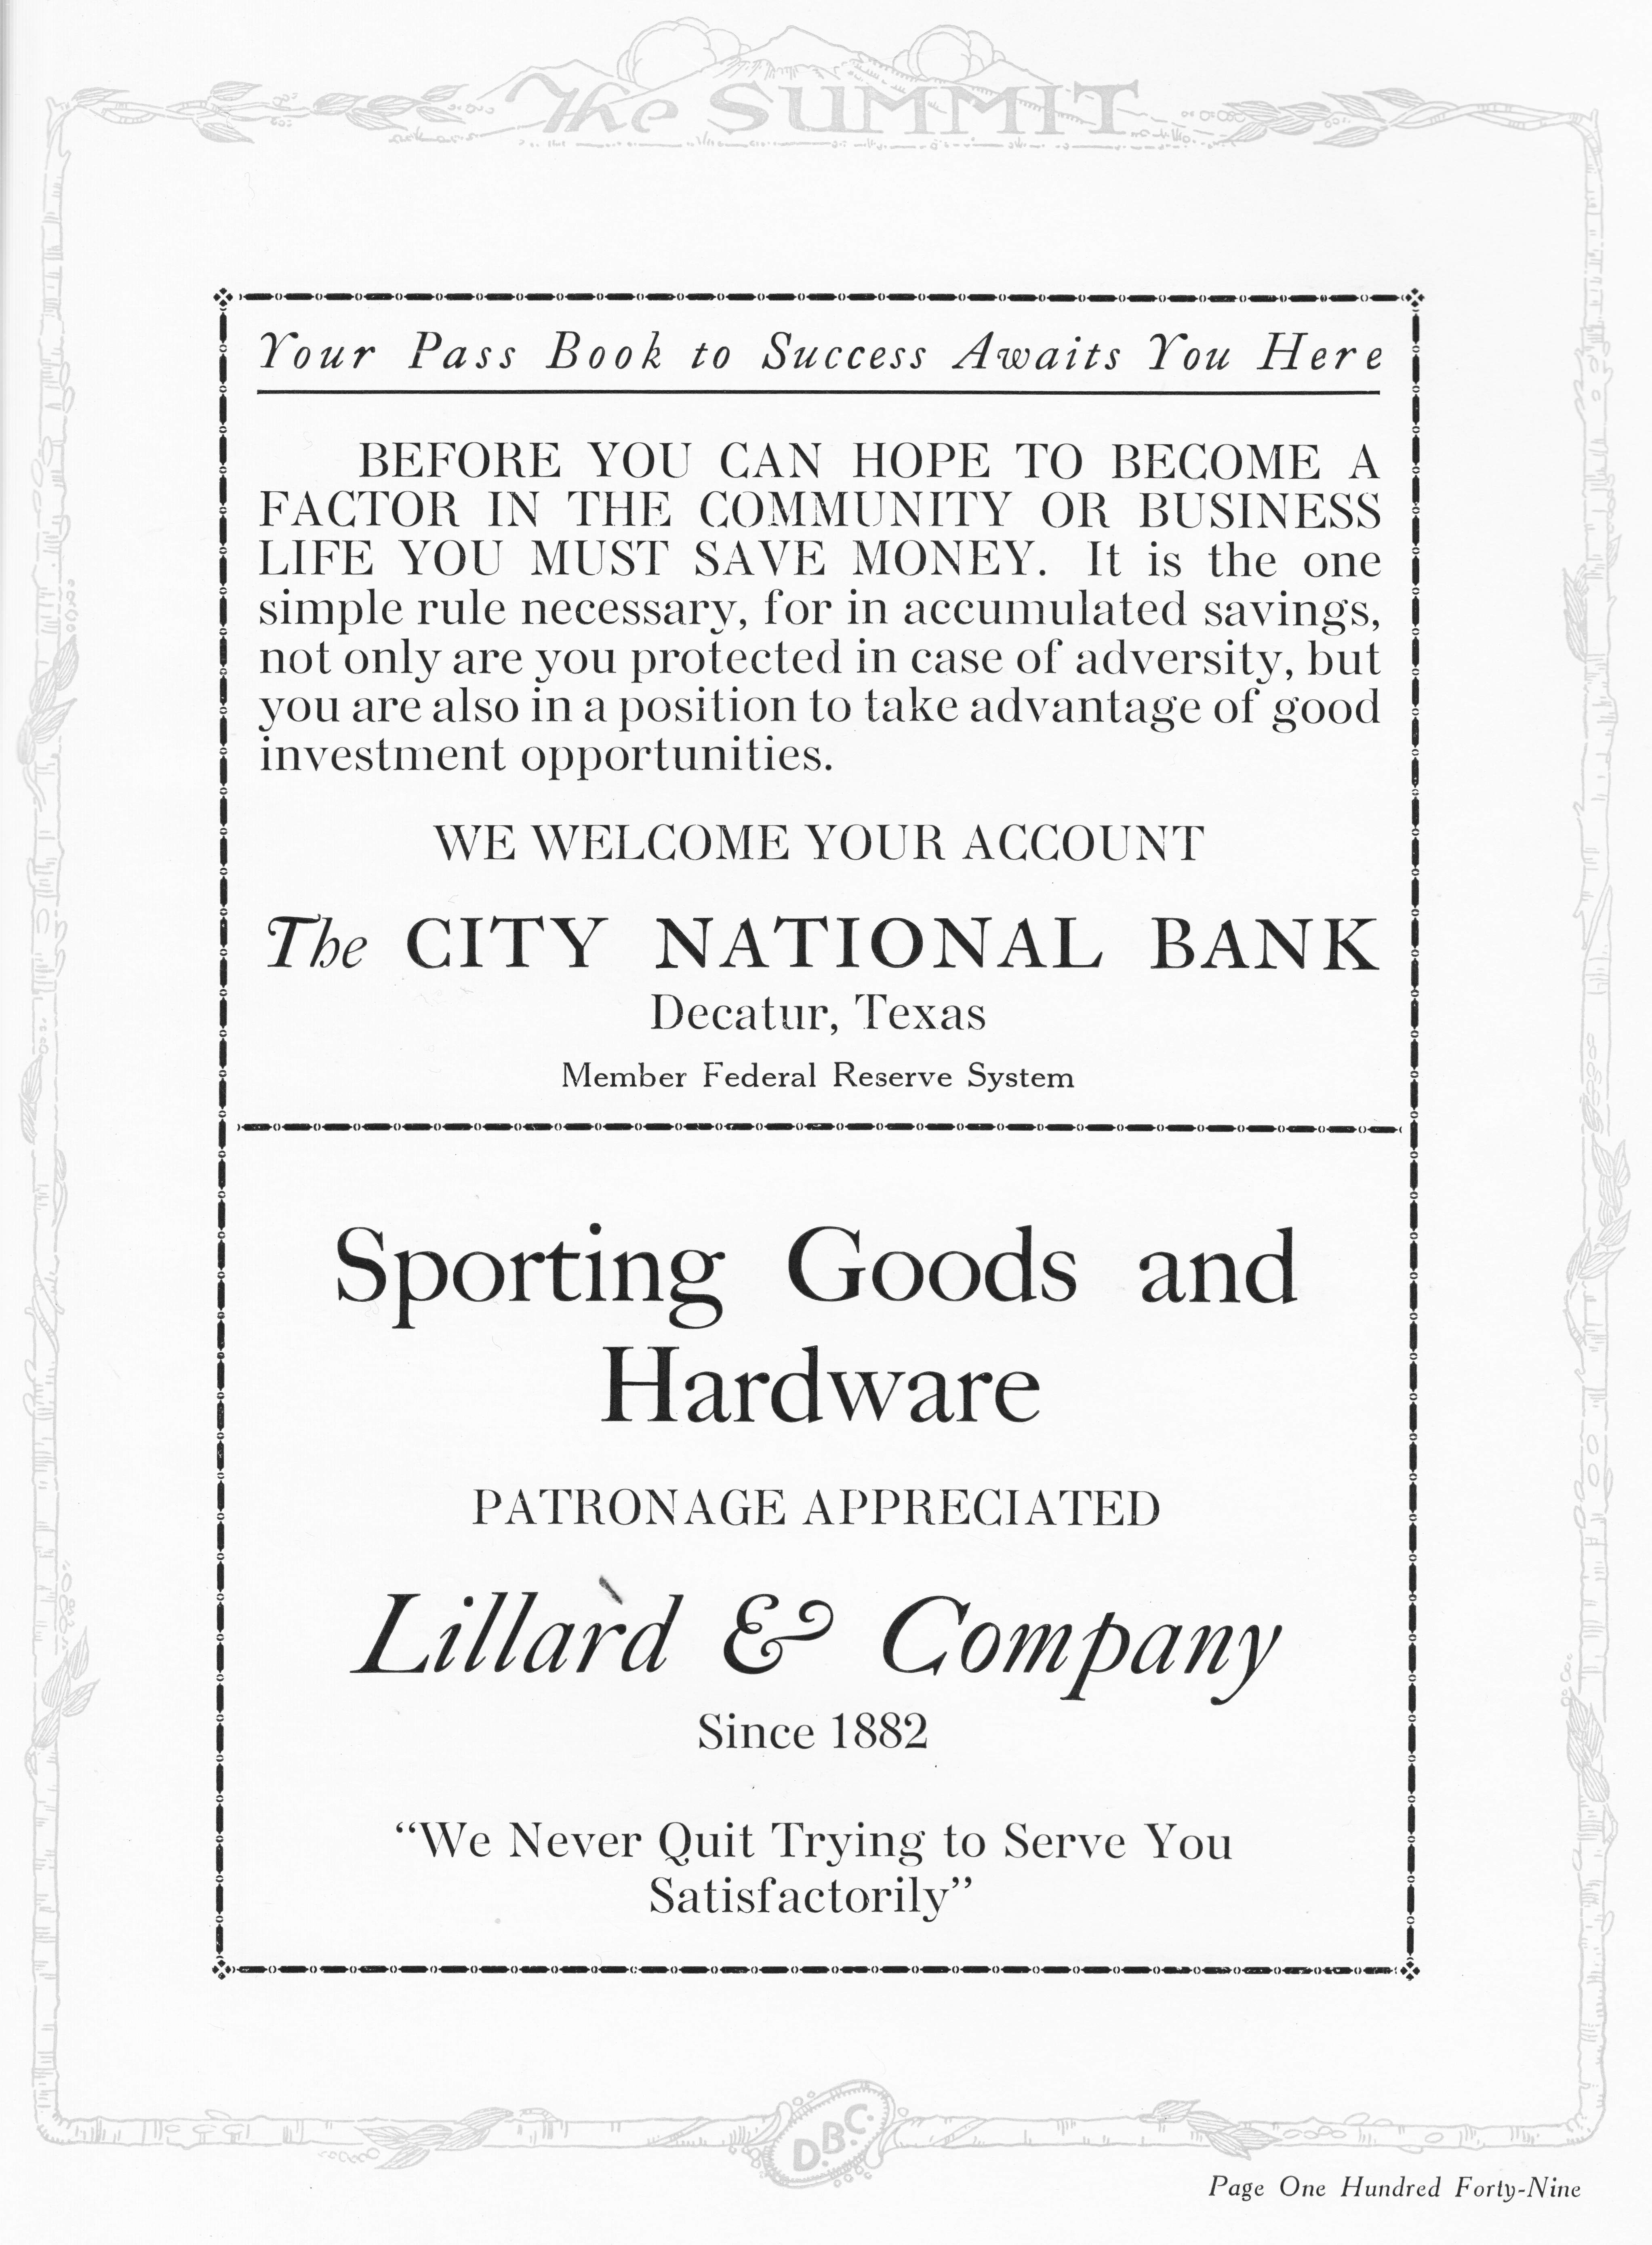 The SUMMIT
Your Pass Book to Success Awaits You Here
BEFORE YOU CAN HOPE TO BECOME A
FACTOR IN THE COMMUNITY OR BUSINESS
LIFE YOU MUST SAVE MONEY. It is the one
simple rule necessary, for in accumulated savings,
not only are you protected in case of adversity, but
you are also in a position to take advantage of good
investment opportunities.
WE WELCOME YOUR ACCOUNT
The CITY NATIONAL BANK
Decatur, Texas
Member Federal Reserve System
Sporting Goods and
Hardware
PATRONAGE APPRECIATED
Lillard & Company
Since 1882
“We Never Quit Trying to Serve You
Satisfactorily”
D.B.C.
Page One Hundred Forty-Nine